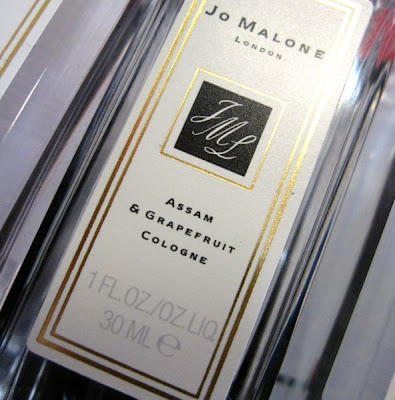 JO MALONE
LONDON
JML
ASSAM
& GRAPEFRUIT
COLOGNE
1 FL.OZ./OZ.LIQ
30 ML ℮